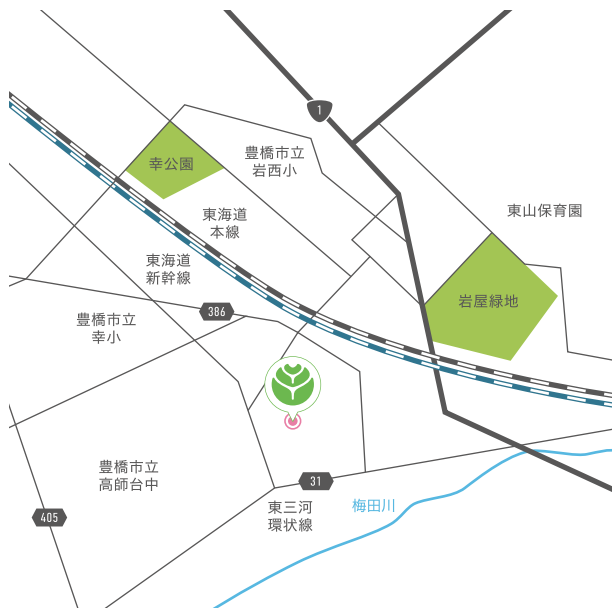 1
幸公園
豊橋市立
岩西小
東山保育園
東海道
本線
東海道
新幹線
岩屋緑地
386
豊橋市立
幸小
豊橋市立
高師台中
31
東三河
環状線
梅田川
405